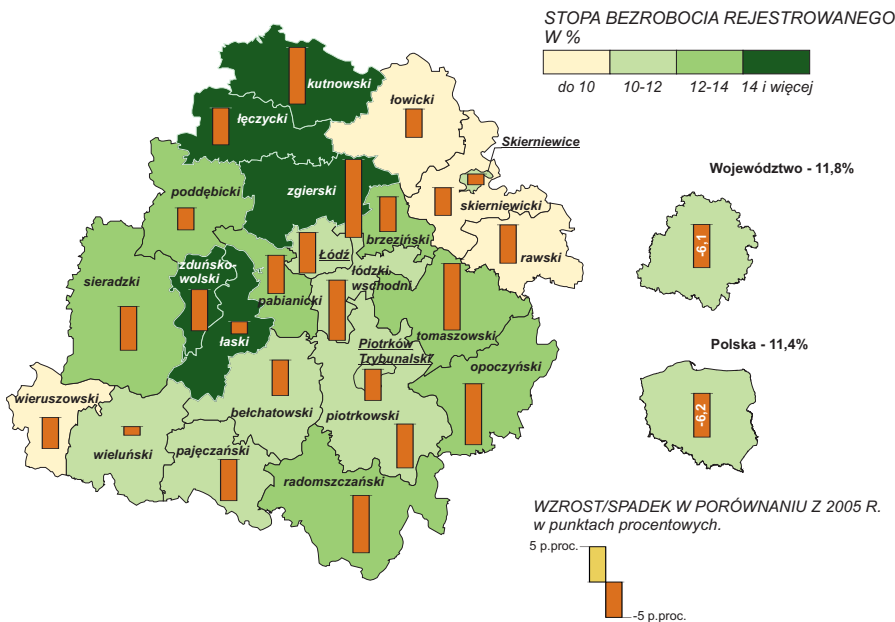 STOPA BEZROBOCIA REJESTROWANEGO
W %
do 10
10-12
12-14
14 i więcej
kutnowski
łęczycki
łowicki
Skierniewice
poddębicki
zgierski
skierniewicki
brzeziński
rawski
Łódź
sieradzki
zduńsko-
wolski
pabianicki
łódzki
wschodni
łaski
tomaszowski
Piotrków
Trybunalski
opoczyński
wieruszowski
bełchatowski
piotrkowski
wieluński
pajęczański
radomszczański
Województwo - 11,8%
-6,1
Polska - 11,4%
-6,2
WZROST/SPADEK W PORÓWNANIU Z 2005 R.
w punktach procentowych.
5 p.proc.
-5 p.proc.